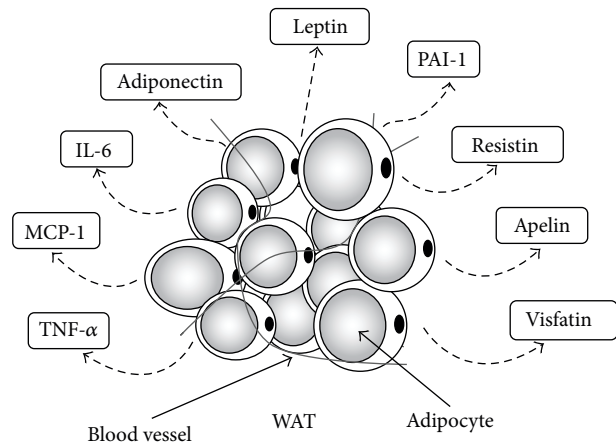 Leptin
PAI-1
Adiponectin
IL-6
Resistin
MCP-1
Apelin
TNF-α
Visfatin
Blood vessel
WAT
Adipocyte